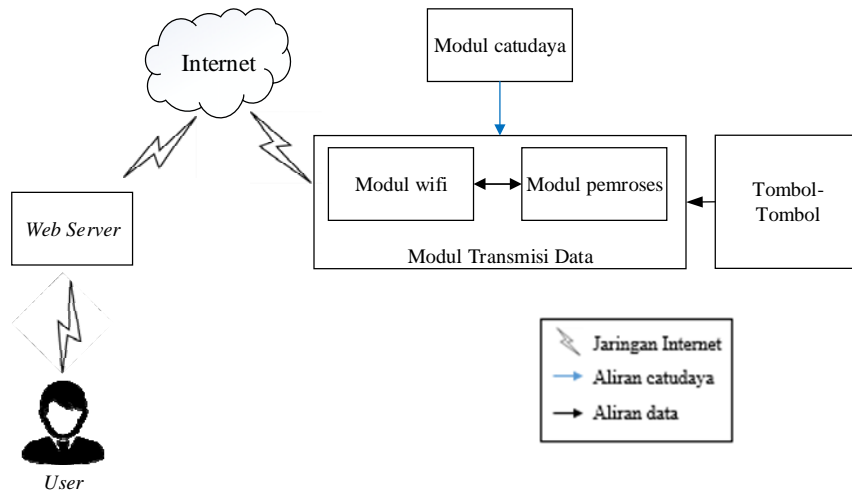 Modul catudaya
Internet
Modul wifi
Modul pemroses
Tombol-
Tombol
Modul Transmisi Data
Web Server
User
Jaringan Internet
Aliran catudaya
Aliran data